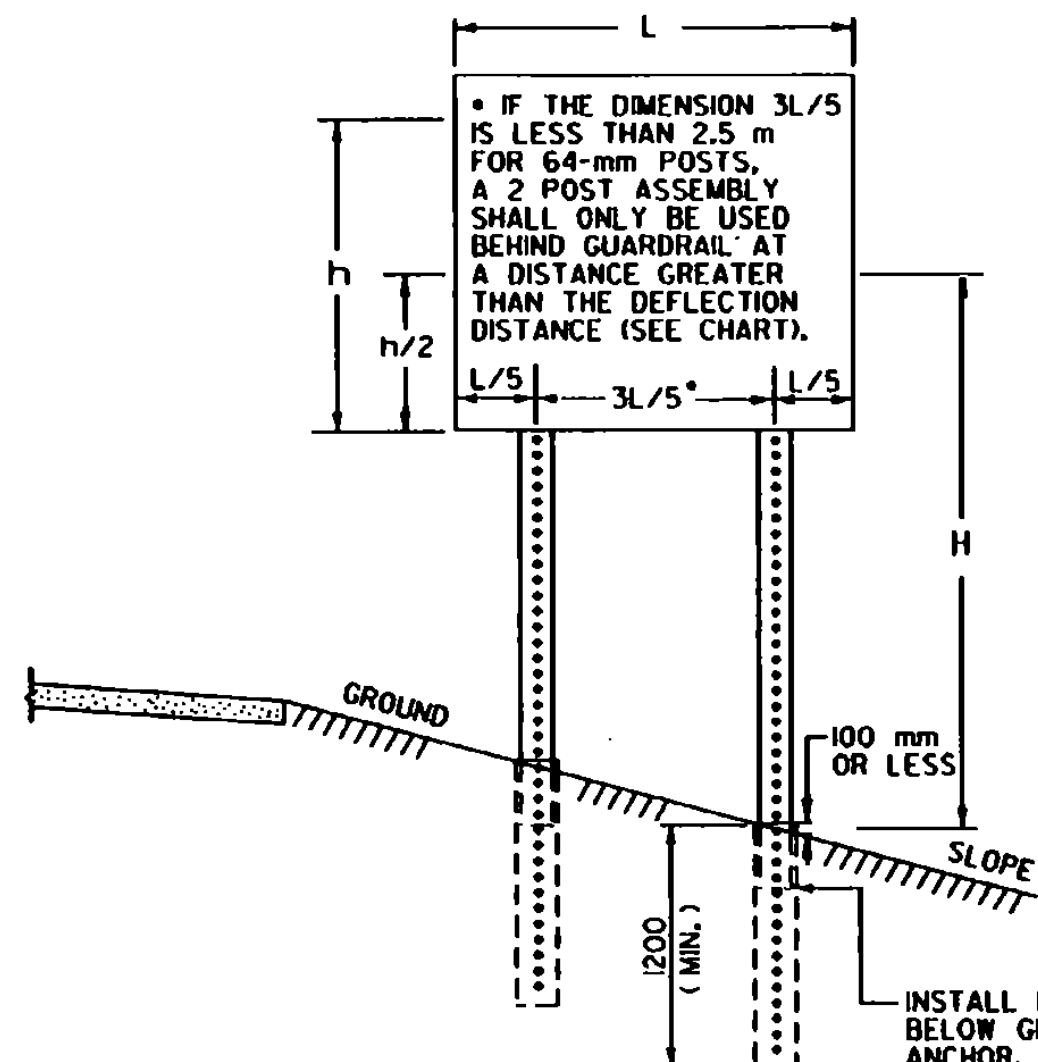 L
• IF THE DIMENSION 3L/5
IS LESS THAN 2.5 m
FOR 64-mm POSTS,
A 2 POST ASSEMBLY
SHALL ONLY BE USED
BEHIND GUARDRAIL AT
A DISTANCE GREATER
THAN THE DEFLECTION
DISTANCE (SEE CHART).
h
h/2
L/5
3L/5•
L/5
H
GROUND
100 mm
OR LESS
SLOPE
1200
(MIN.)
INSTALL
BELOW
ANCHOR.